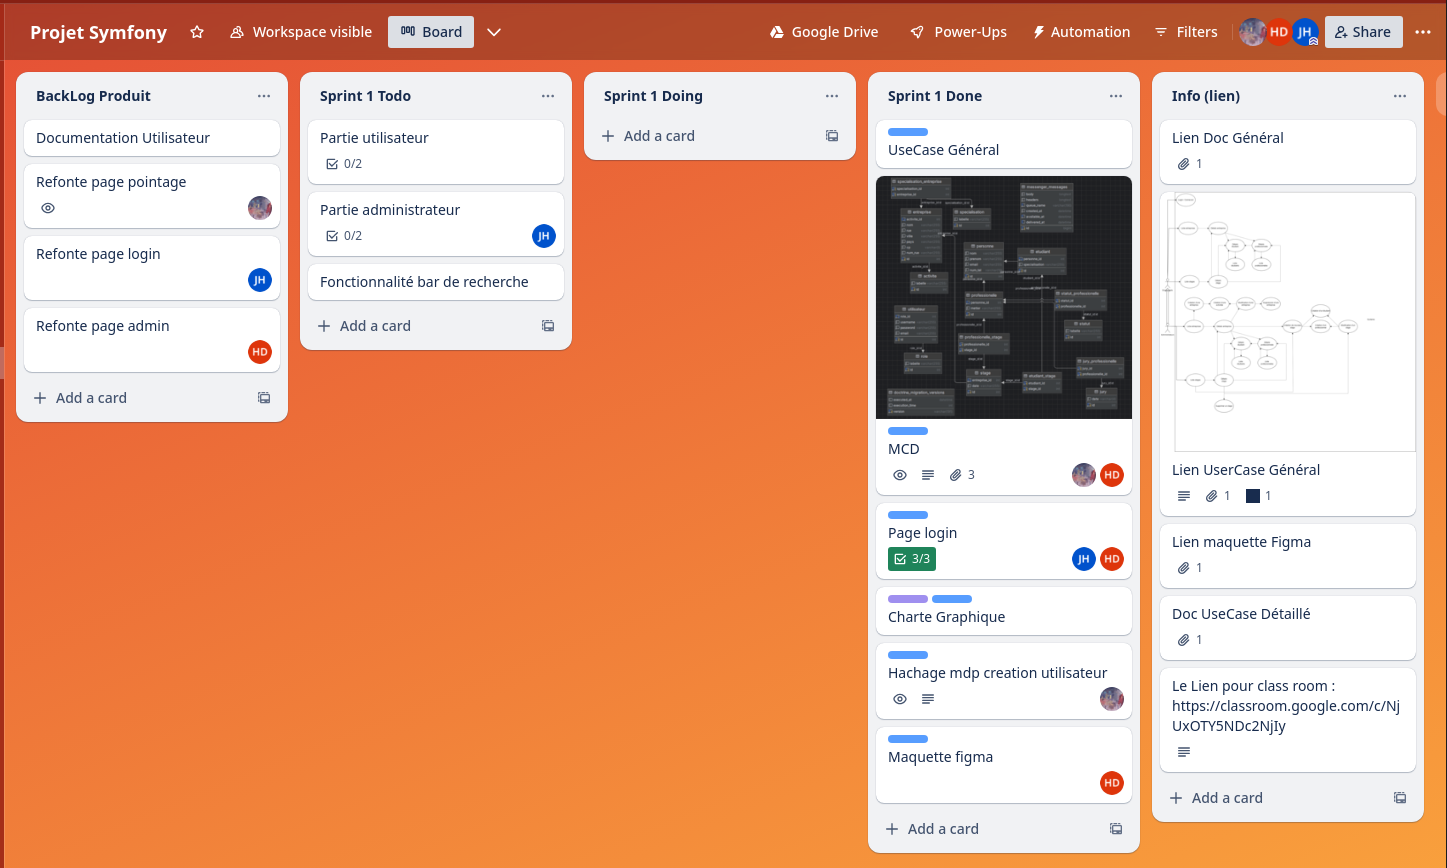 Projet Symfony
Workspace visible
Board
Google Drive
Power-Ups
Automation
Filters
HD
JH
Share
BackLog Produit
Documentation Utilisateur
Refonte page pointage
Refonte page login
JH
Refonte page admin
HD
Add a card
Sprint 1 Todo
Partie utilisateur
0/2
Partie administrateur
0/2
JH
Fonctionnalité bar de recherche
Add a card
Sprint 1 Doing
Add a card
Sprint 1 Done
UseCase Général
MCD
3
HD
Page login
3/3
JH
HD
Charte Graphique
Hachage mdp creation utilisateur
Maquette figma
HD
Add a card
Info (lien)
Lien Doc Général
1
Lien UserCase Général
1
1
Lien maquette Figma
1
Doc UseCase Détaillé
1
Le Lien pour class room :
https://classroom.google.com/c/Nj
UxOTY5NDc2NjIy
Add a card